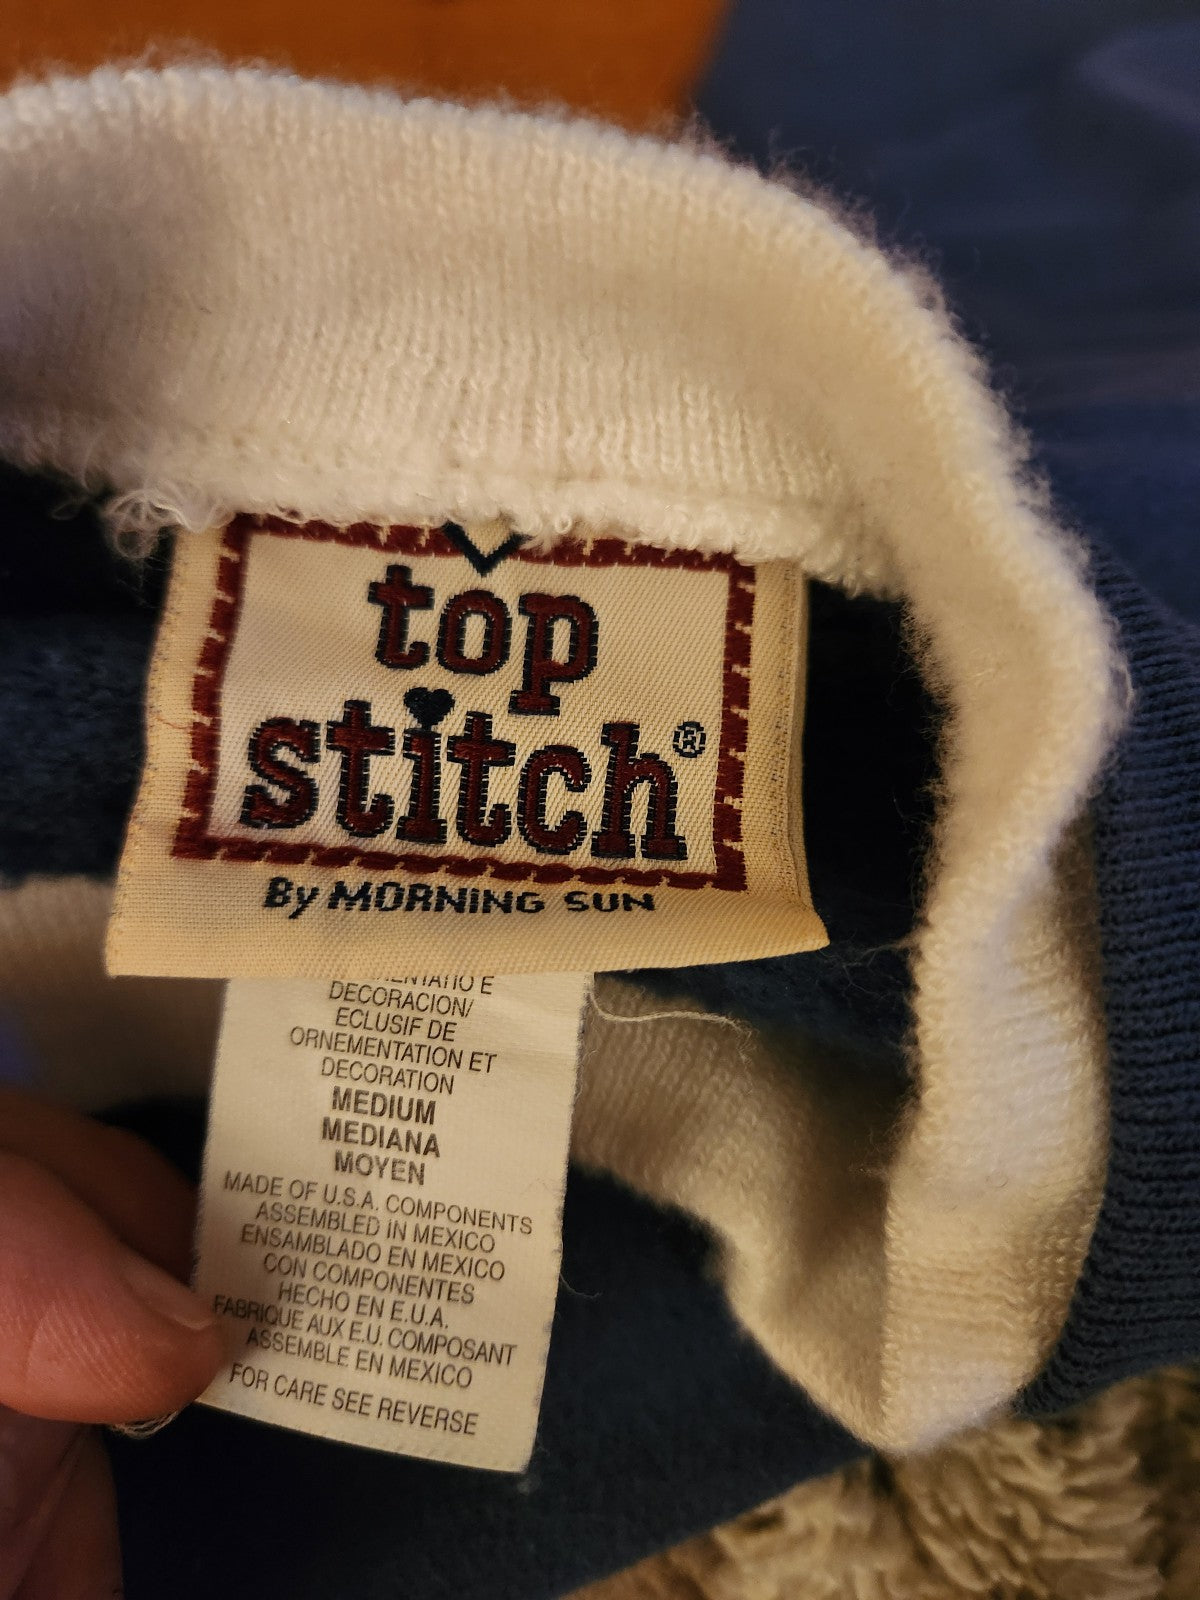 top
stitch®
By MORNING SUN
DECORACION/
ECLUSIF DE
ORNEMENTATION ET
DECORATION
MEDIUM
MEDIANA
MOYEN
MADE OF U.S.A. COMPONENTS
ASSEMBLED IN MEXICO
ENSAMBLADO EN MEXICO
CON COMPONENTES
HECHO EN E.U.A.
FABRIQUE AUX E.U. COMPOSANT
ASSEMBLE EN MEXICO
FOR CARE SEE REVERSE